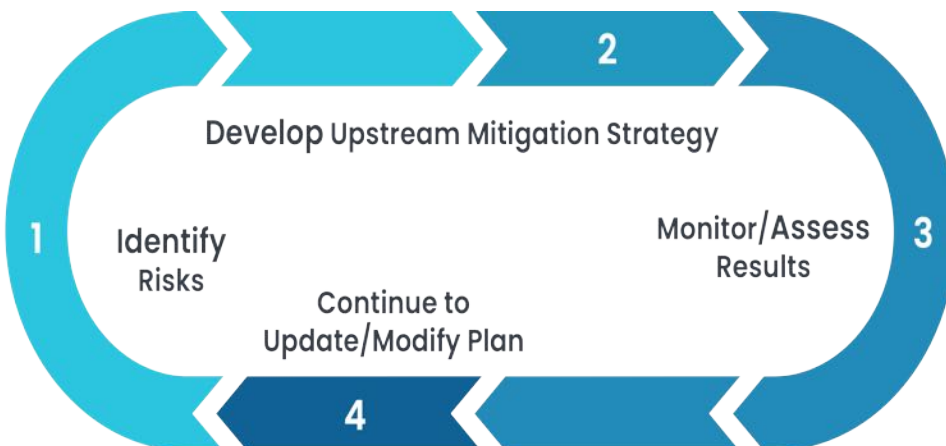 2
Develop Upstream Mitigation Strategy
1
Identify
Risks
Monitor/Assess
Results
3
Continue to
Update/Modify Plan
4